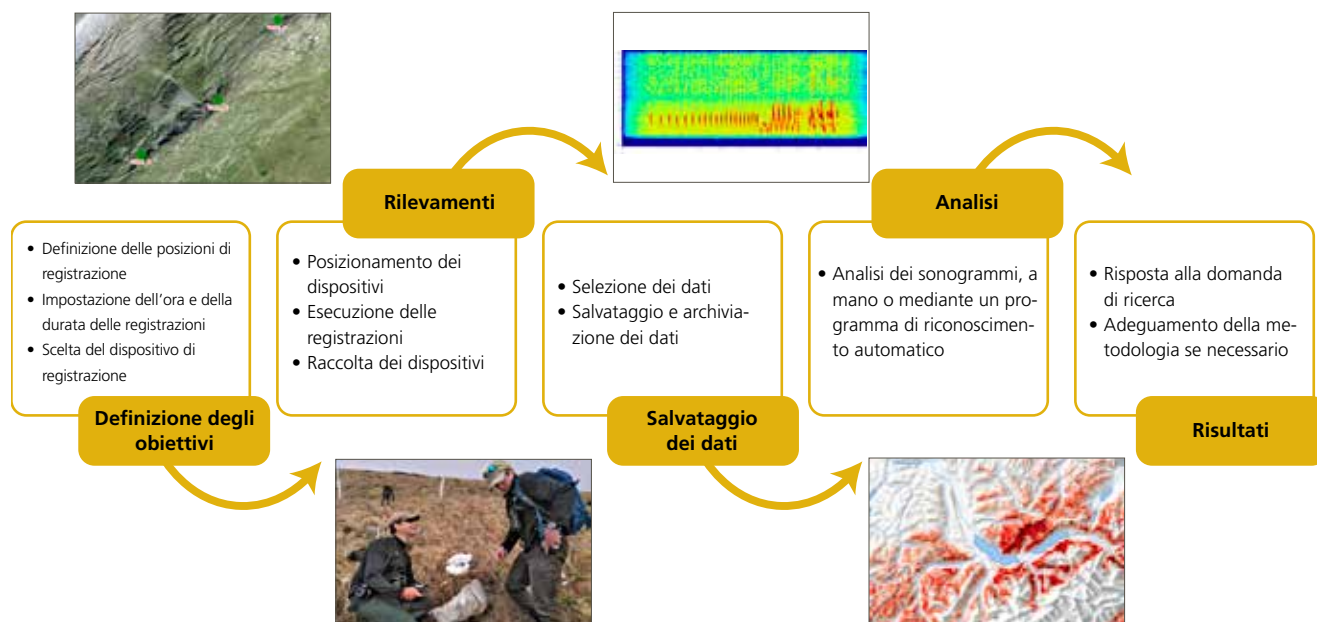 • Definizione delle posizioni di
registrazione
• Impostazione dell'ora e della
durata delle registrazioni
• Scelta del dispositivo di
registrazione
Definizione degli
obiettivi
Rilevamenti
• Posizionamento dei
dispositivi
• Esecuzione delle
registrazioni
• Raccolta dei dispositivi
• Selezione dei dati
• Salvataggio e archivia-
zione dei dati
Salvataggio
dei dati
Analisi
• Analisi dei sonogrammi, a
mano o mediante un pro-
gramma di riconoscimen-
to automatico
• Risposta alla domanda
di ricerca
• Adeguamento della me-
todologia se necessario
Risultati